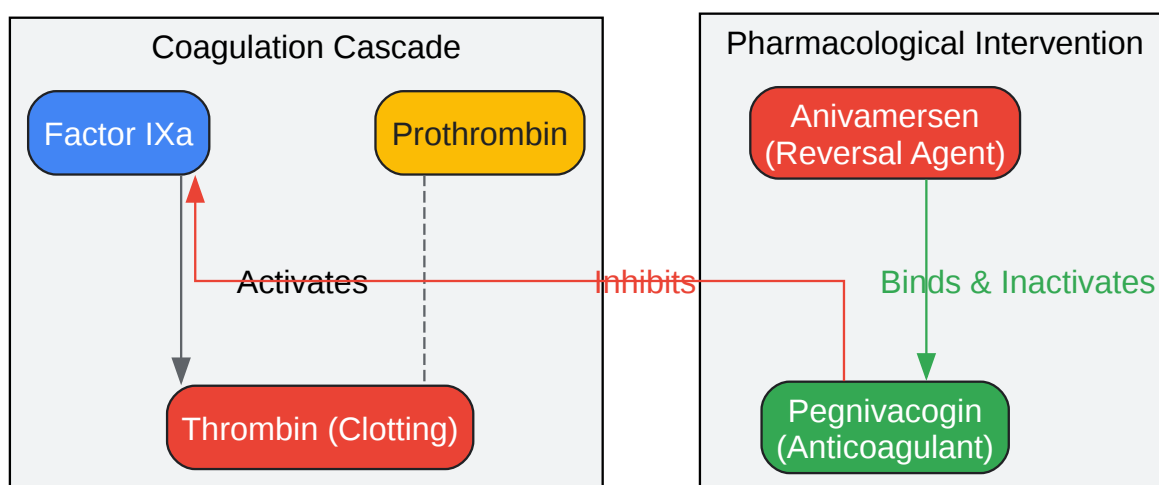 Coagulation Cascade
Factor IXa
Prothrombin
Activates
Thrombin (Clotting)
Inhibits
Pharmacological Intervention
Anivamersen
(Reversal Agent)
Binds & Inactivates
Pegnivacogin
(Anticoagulant)